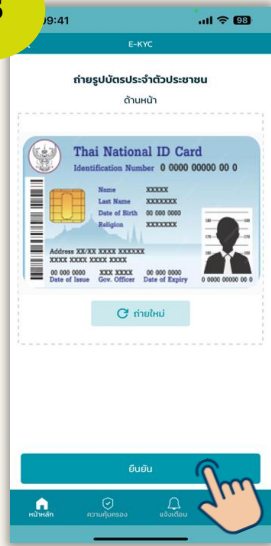 9:41
98
E-KYC
ถ่ายรูปบัตรประจำตัวประชาชน
ด้านหน้า
Thai National ID Card
Identification Number 0 0000 00000 00 0
Name XXXXX
Last Name XXXXXXX
Date of Birth 00 000 0000
Religion XXXXXXX
Address XX/XX XXXX XXXXXX
XXXX XXXX XXXX XXXX
00 000 0000 XXX XXXX 00 000 0000
Date of Issue Gov. Officer Date of Expiry 0 0000 00000 00 0
ถ่ายใหม่
ยืนยัน
หน้าหลัก ความคุ้มครอง แจ้งเตือน